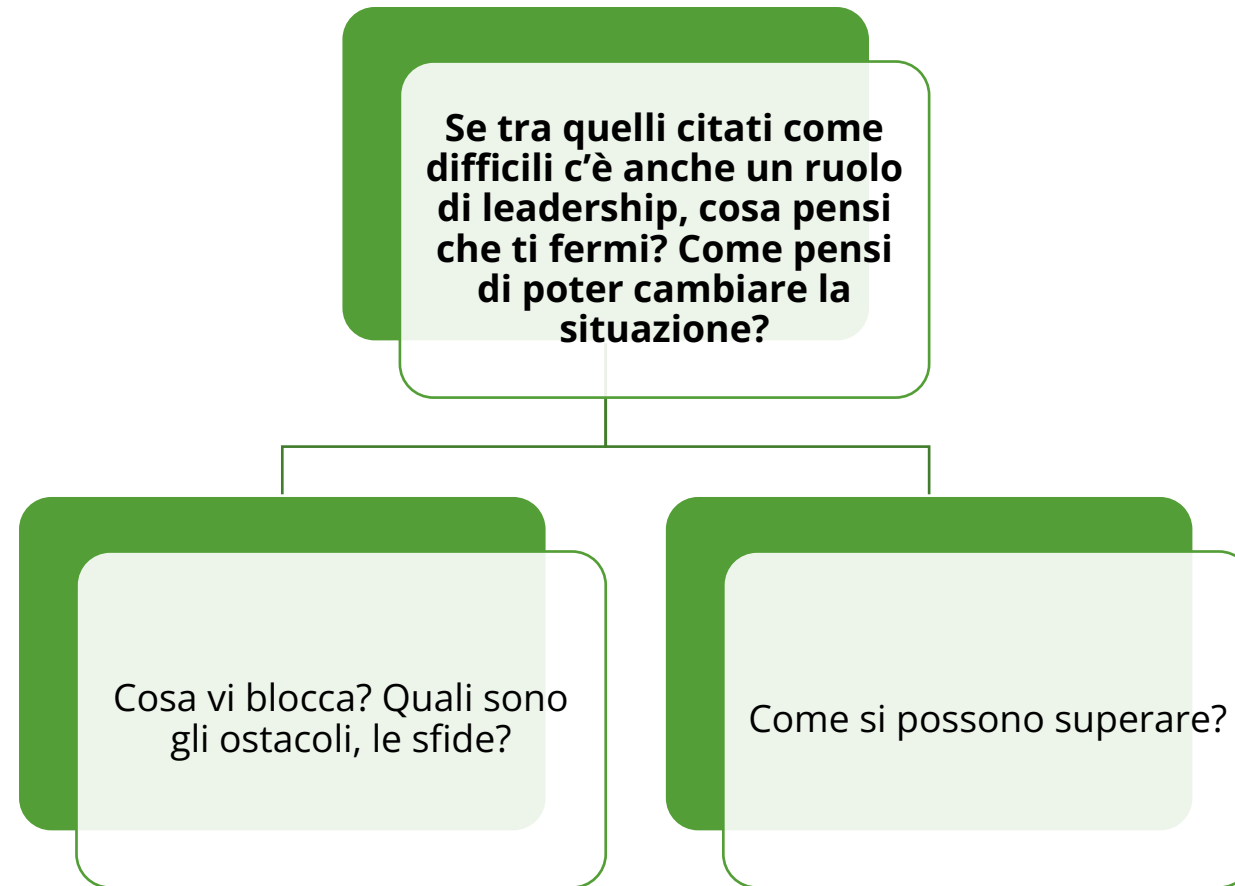 Se tra quelli citati come
difficili c’è anche un ruolo
di leadership, cosa pensi
che ti fermi? Come pensi
di poter cambiare la
situazione?
Cosa vi blocca? Quali sono
gli ostacoli, le sfide?
Come si possono superare?